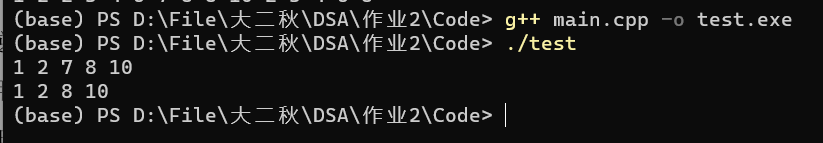 (base) PS D:\File\大二秋\DSA\作业2\Code> g++ main.cpp -o test.exe
(base) PS D:\File\大二秋\DSA\作业2\Code> ./test
1 2 7 8 10
1 2 8 10
(base) PS D:\File\大二秋\DSA\作业2\Code>